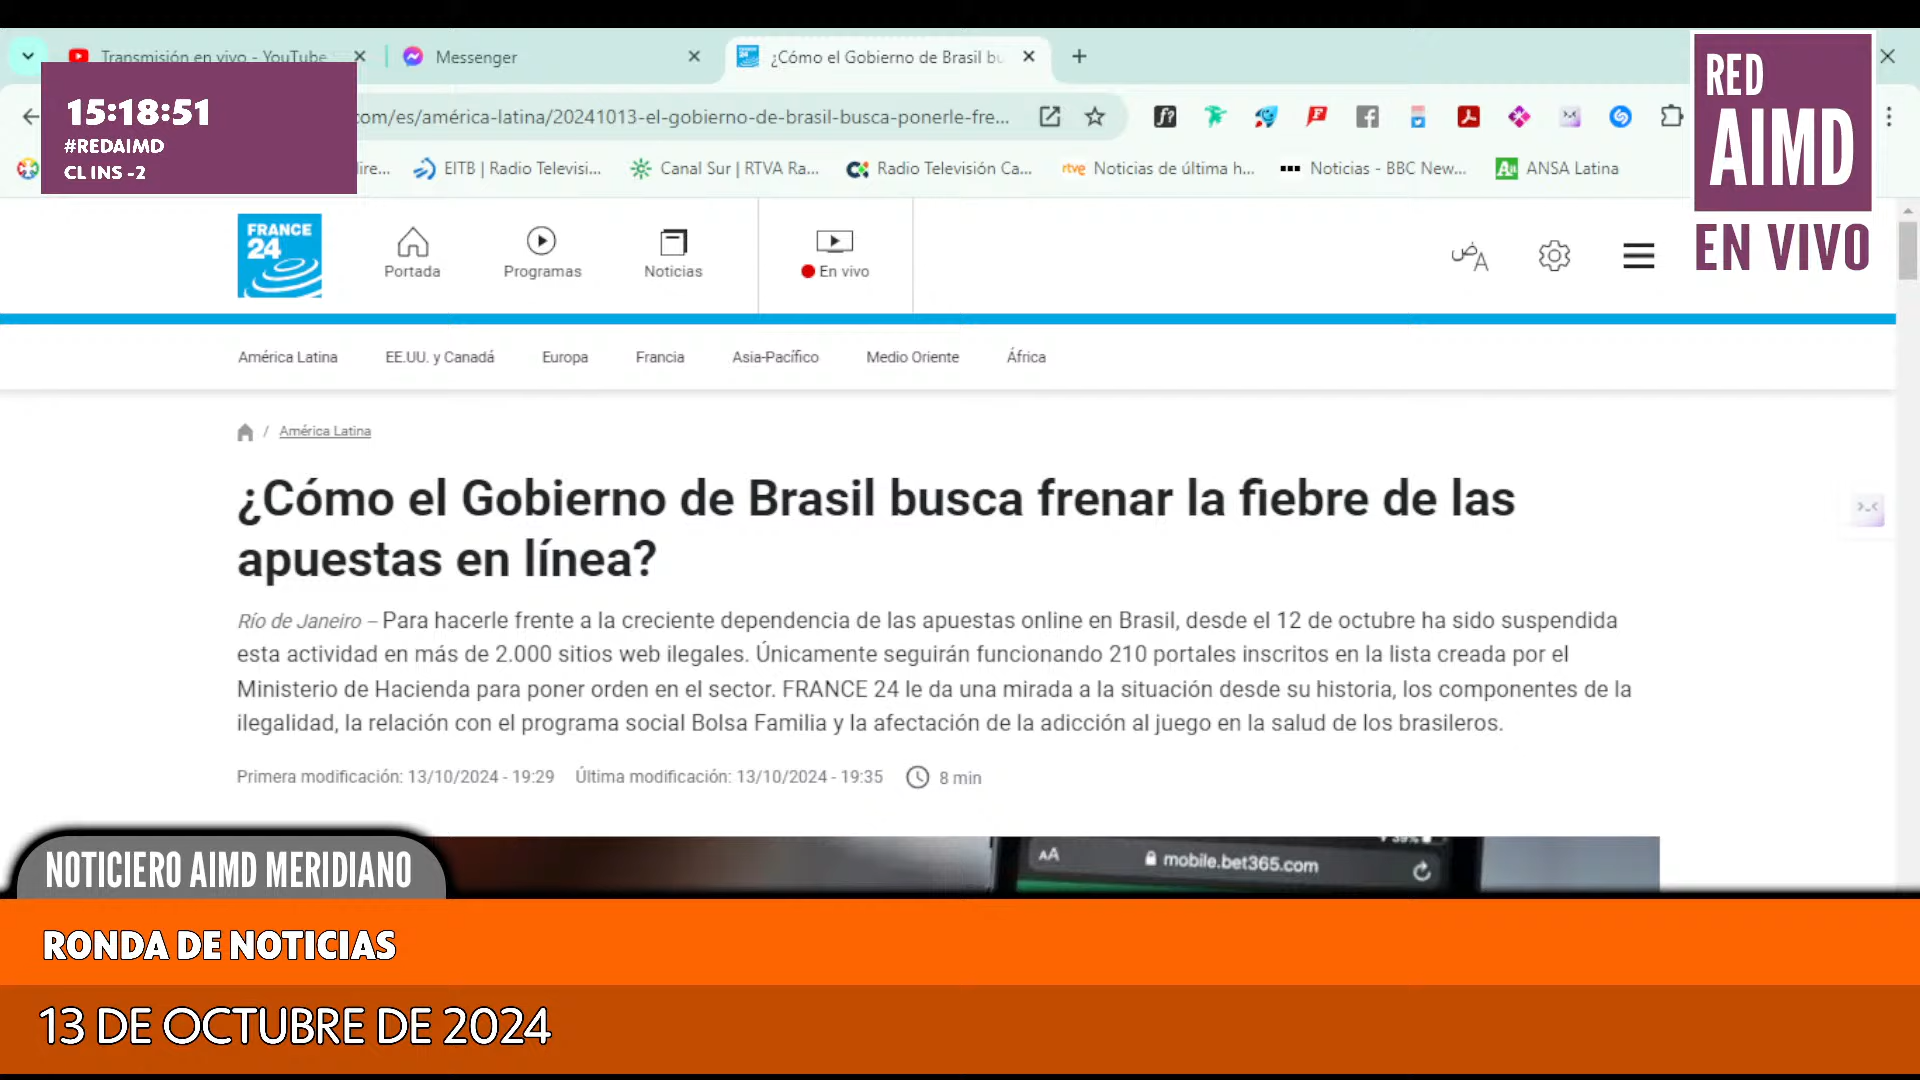 Transmisión en vivo - YouTube
Messenger
¿Cómo el Gobierno de Brasil bu
15:18:51
#REDAIMD
CL INS -2
com/es/américa-latina/20241013-el-gobierno-de-brasil-busca-ponerle-fre...
RED
AIMD
EN VIVO
ire...
EITB | Radio Televisi...
Canal Sur | RTVA Ra...
Radio Televisión Ca...
rtve Noticias de última h...
Noticias - BBC New...
ANSA Latina
FRANCE
24
Portada
Programas
Noticias
En vivo
América Latina
EE.UU. y Canadá
Europa
Francia
Asia-Pacífico
Medio Oriente
África
/ América Latina
¿Cómo el Gobierno de Brasil busca frenar la fiebre de las
apuestas en línea?
Río de Janeiro – Para hacerle frente a la creciente dependencia de las apuestas online en Brasil, desde el 12 de octubre ha sido suspendida
esta actividad en más de 2.000 sitios web ilegales. Únicamente seguirán funcionando 210 portales inscritos en la lista creada por el
Ministerio de Hacienda para poner orden en el sector. FRANCE 24 le da una mirada a la situación desde su historia, los componentes de la
ilegalidad, la relación con el programa social Bolsa Familia y la afectación de la adicción al juego en la salud de los brasileros.
Primera modificación: 13/10/2024 - 19:29 Última modificación: 13/10/2024 - 19:35 8 min
39%
AA mobile.bet365.com
NOTICIERO AIMD MERIDIANO
RONDA DE NOTICIAS
13 DE OCTUBRE DE 2024